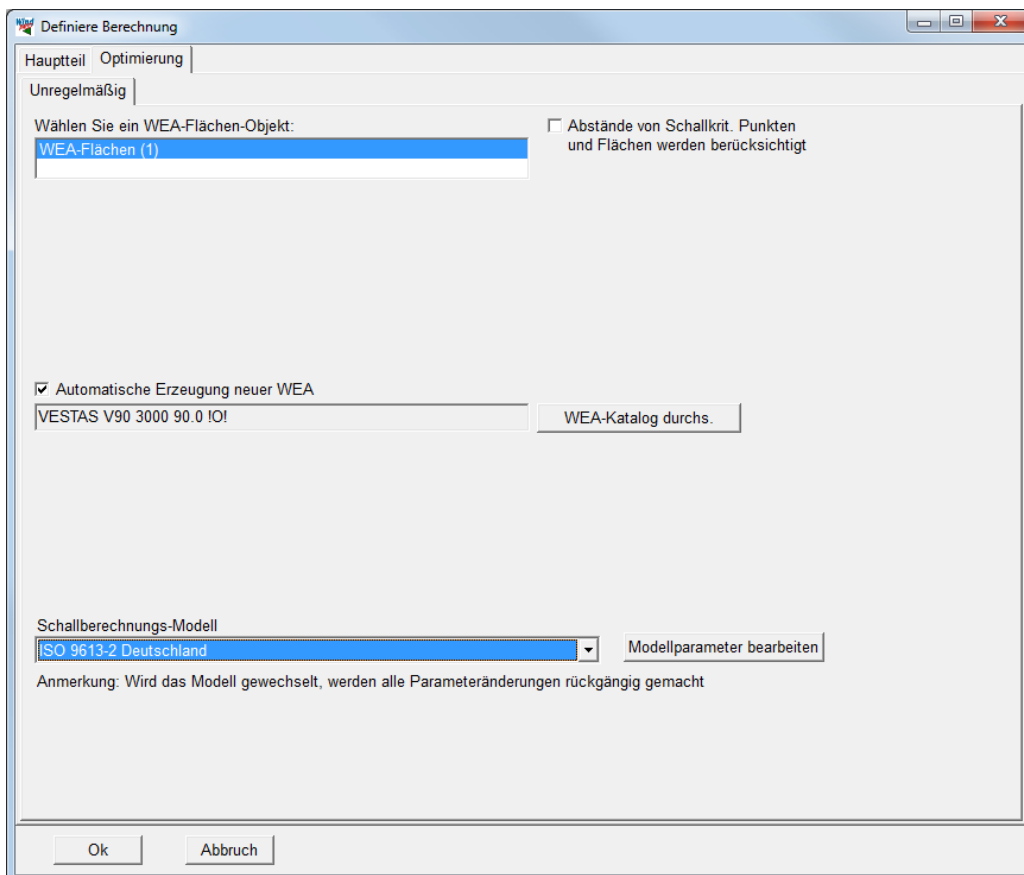 Wind
Definiere Berechnung
Hauptteil Optimierung
Unregelmäßig
Wählen Sie ein WEA-Flächen-Objekt:
WEA-Flächen (1)
Abstände von Schallkrit. Punkten
und Flächen werden berücksichtigt
Automatische Erzeugung neuer WEA
VESTAS V90 3000 90.0 !O!
WEA-Katalog durchs.
Schallberechnungs-Modell
ISO 9613-2 Deutschland
Modellparameter bearbeiten
Anmerkung: Wird das Modell gewechselt, werden alle Parameteränderungen rückgängig gemacht
Ok Abbruch